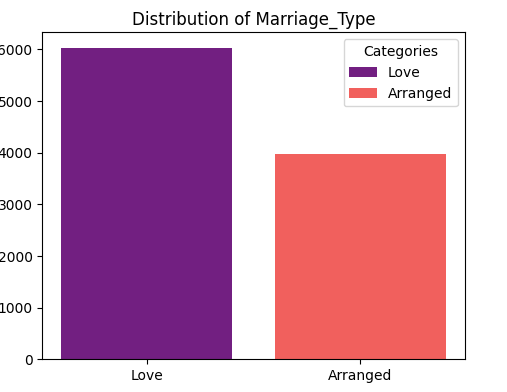 Distribution of Marriage_Type
Categories
Love
Arranged
6000
5000
4000
3000
2000
1000
0
Love
Arranged